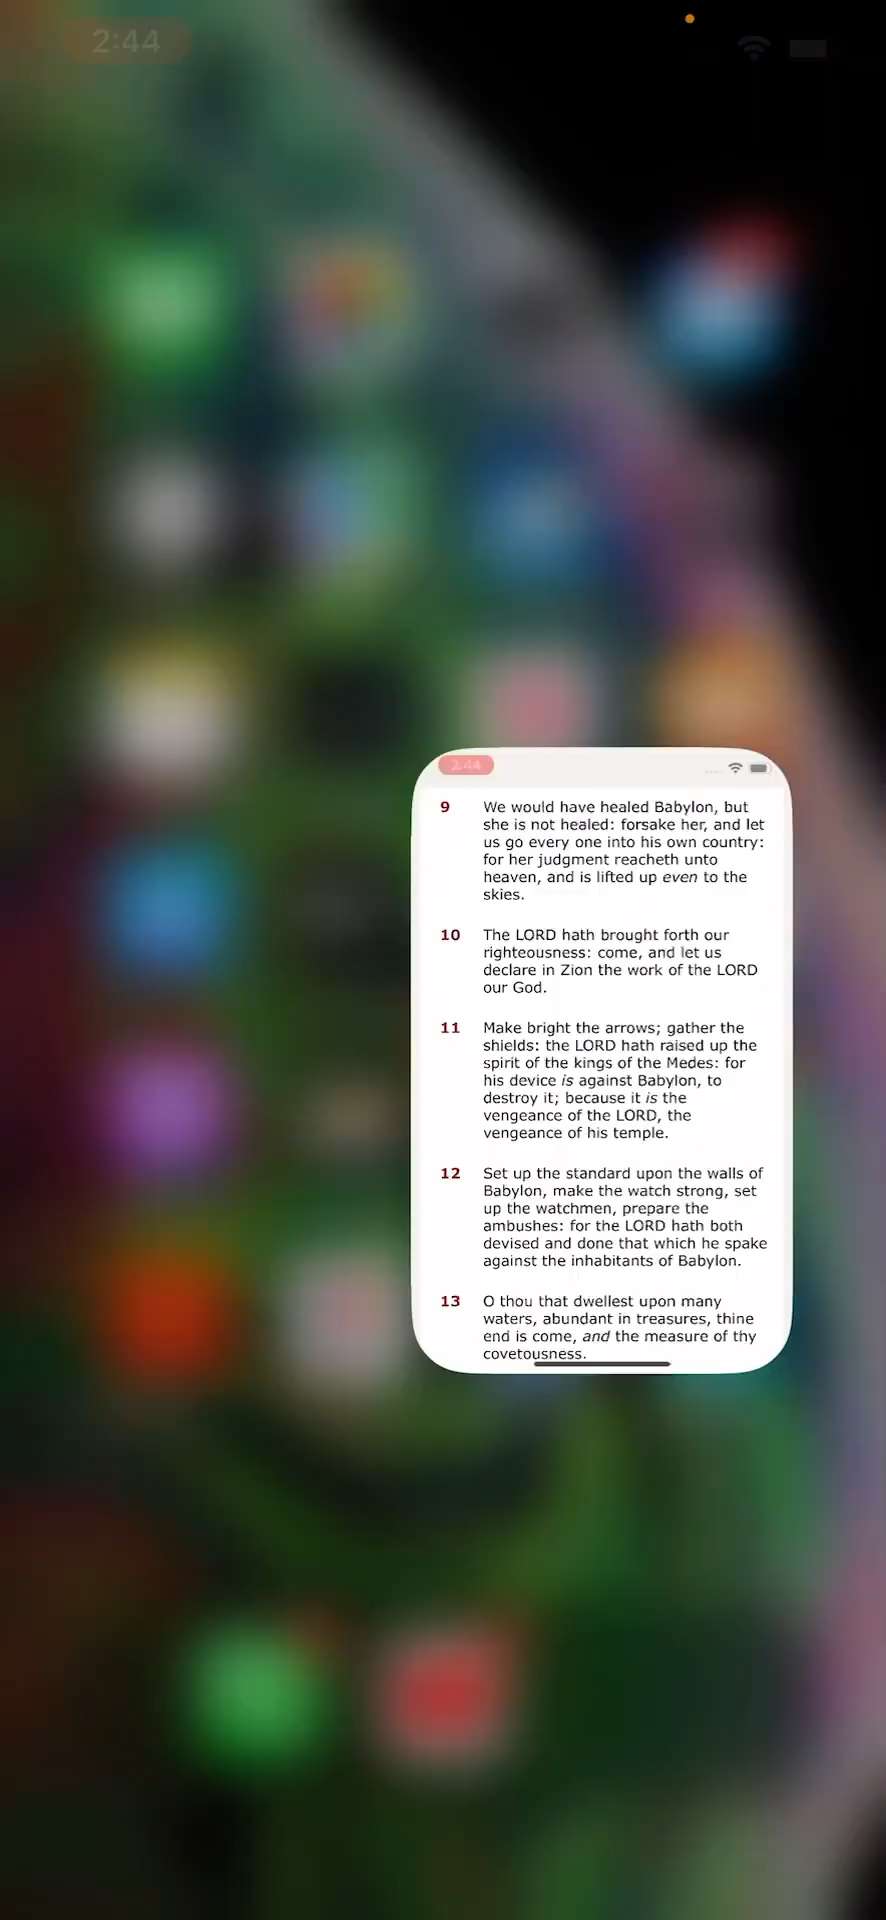 2:44
2:44
9 We would have healed Babylon, but
she is not healed: forsake her, and let
us go every one into his own country:
for her judgment reacheth unto
heaven, and is lifted up even to the
skies.
10 The LORD hath brought forth our
righteousness: come, and let us
declare in Zion the work of the LORD
our God.
11 Make bright the arrows; gather the
shields: the LORD hath raised up the
spirit of the kings of the Medes: for
his device is against Babylon, to
destroy it; because it is the
vengeance of the LORD, the
vengeance of his temple.
12 Set up the standard upon the walls of
Babylon, make the watch strong, set
up the watchmen, prepare the
ambushes: for the LORD hath both
devised and done that which he spake
against the inhabitants of Babylon.
13 O thou that dwellest upon many
waters, abundant in treasures, thine
end is come, and the measure of thy
covetousness.